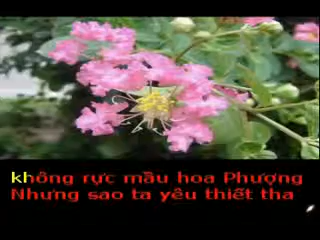 không rực mầu hoa Phượng
Nhưng sao ta yêu thiết tha